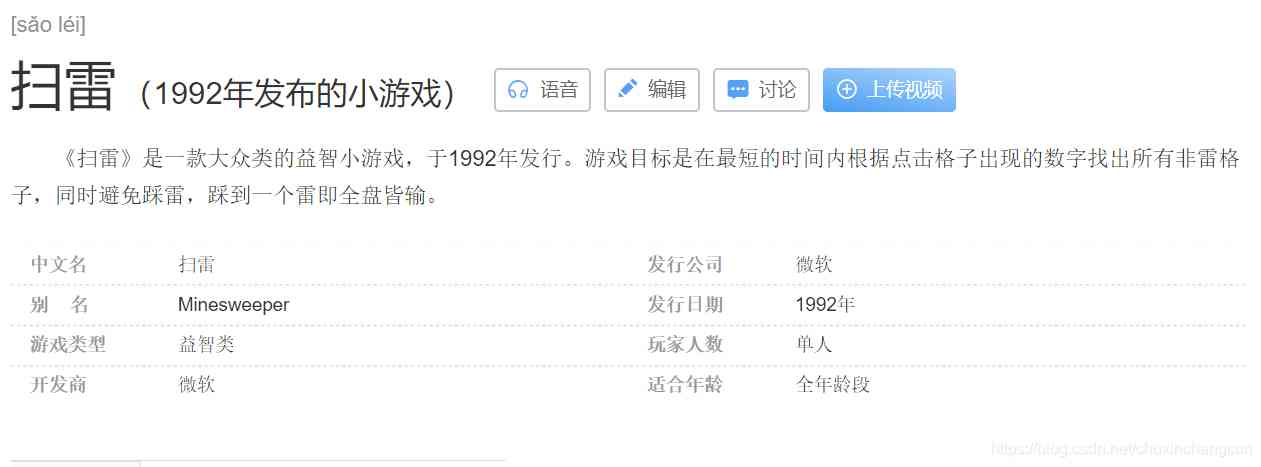 [sǎo léi]
扫雷（1992年发布的小游戏） 语音 编辑 讨论 上传视频
《扫雷》是一款大众类的益智小游戏，于1992年发行。游戏目标是在最短的时间内根据点击格子出现的数字找出所有非雷格
子，同时避免踩雷，踩到一个雷即全盘皆输。
中文名 扫雷 发行公司 微软
别 名 Minesweeper 发行日期 1992年
游戏类型 益智类 玩家人数 单人
开发商 微软 适合年龄 全年龄段